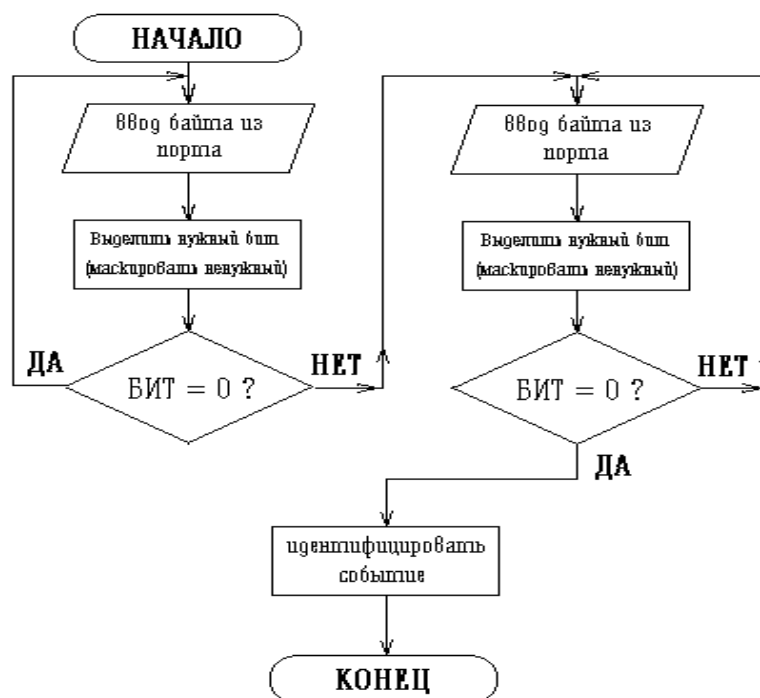 НАЧАЛО
ввод байта из
порта
Выделить нужный бит
(маскировать ненужный)
ДА
БИТ = 0 ?
НЕТ
ввод байта из
порта
Выделить нужный бит
(маскировать ненужный)
БИТ = 0 ?
НЕТ
ДА
идентифицировать
событие
КОНЕЦ